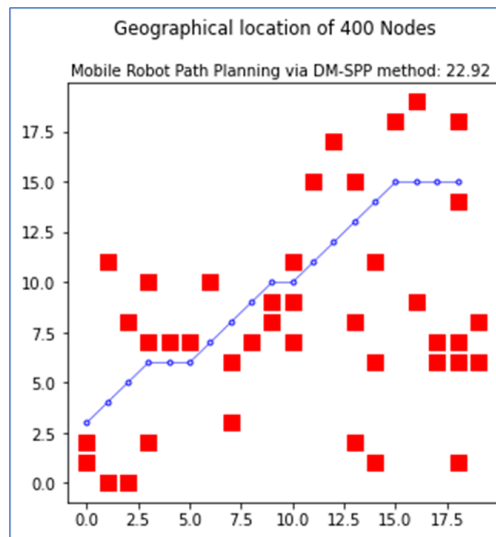 Geographical location of 400 Nodes
Mobile Robot Path Planning via DM-SPP method: 22.92
17.5
15.0
12.5
10.0
7.5
5.0
2.5
0.0
0.0 2.5 5.0 7.5 10.0 12.5 15.0 17.5